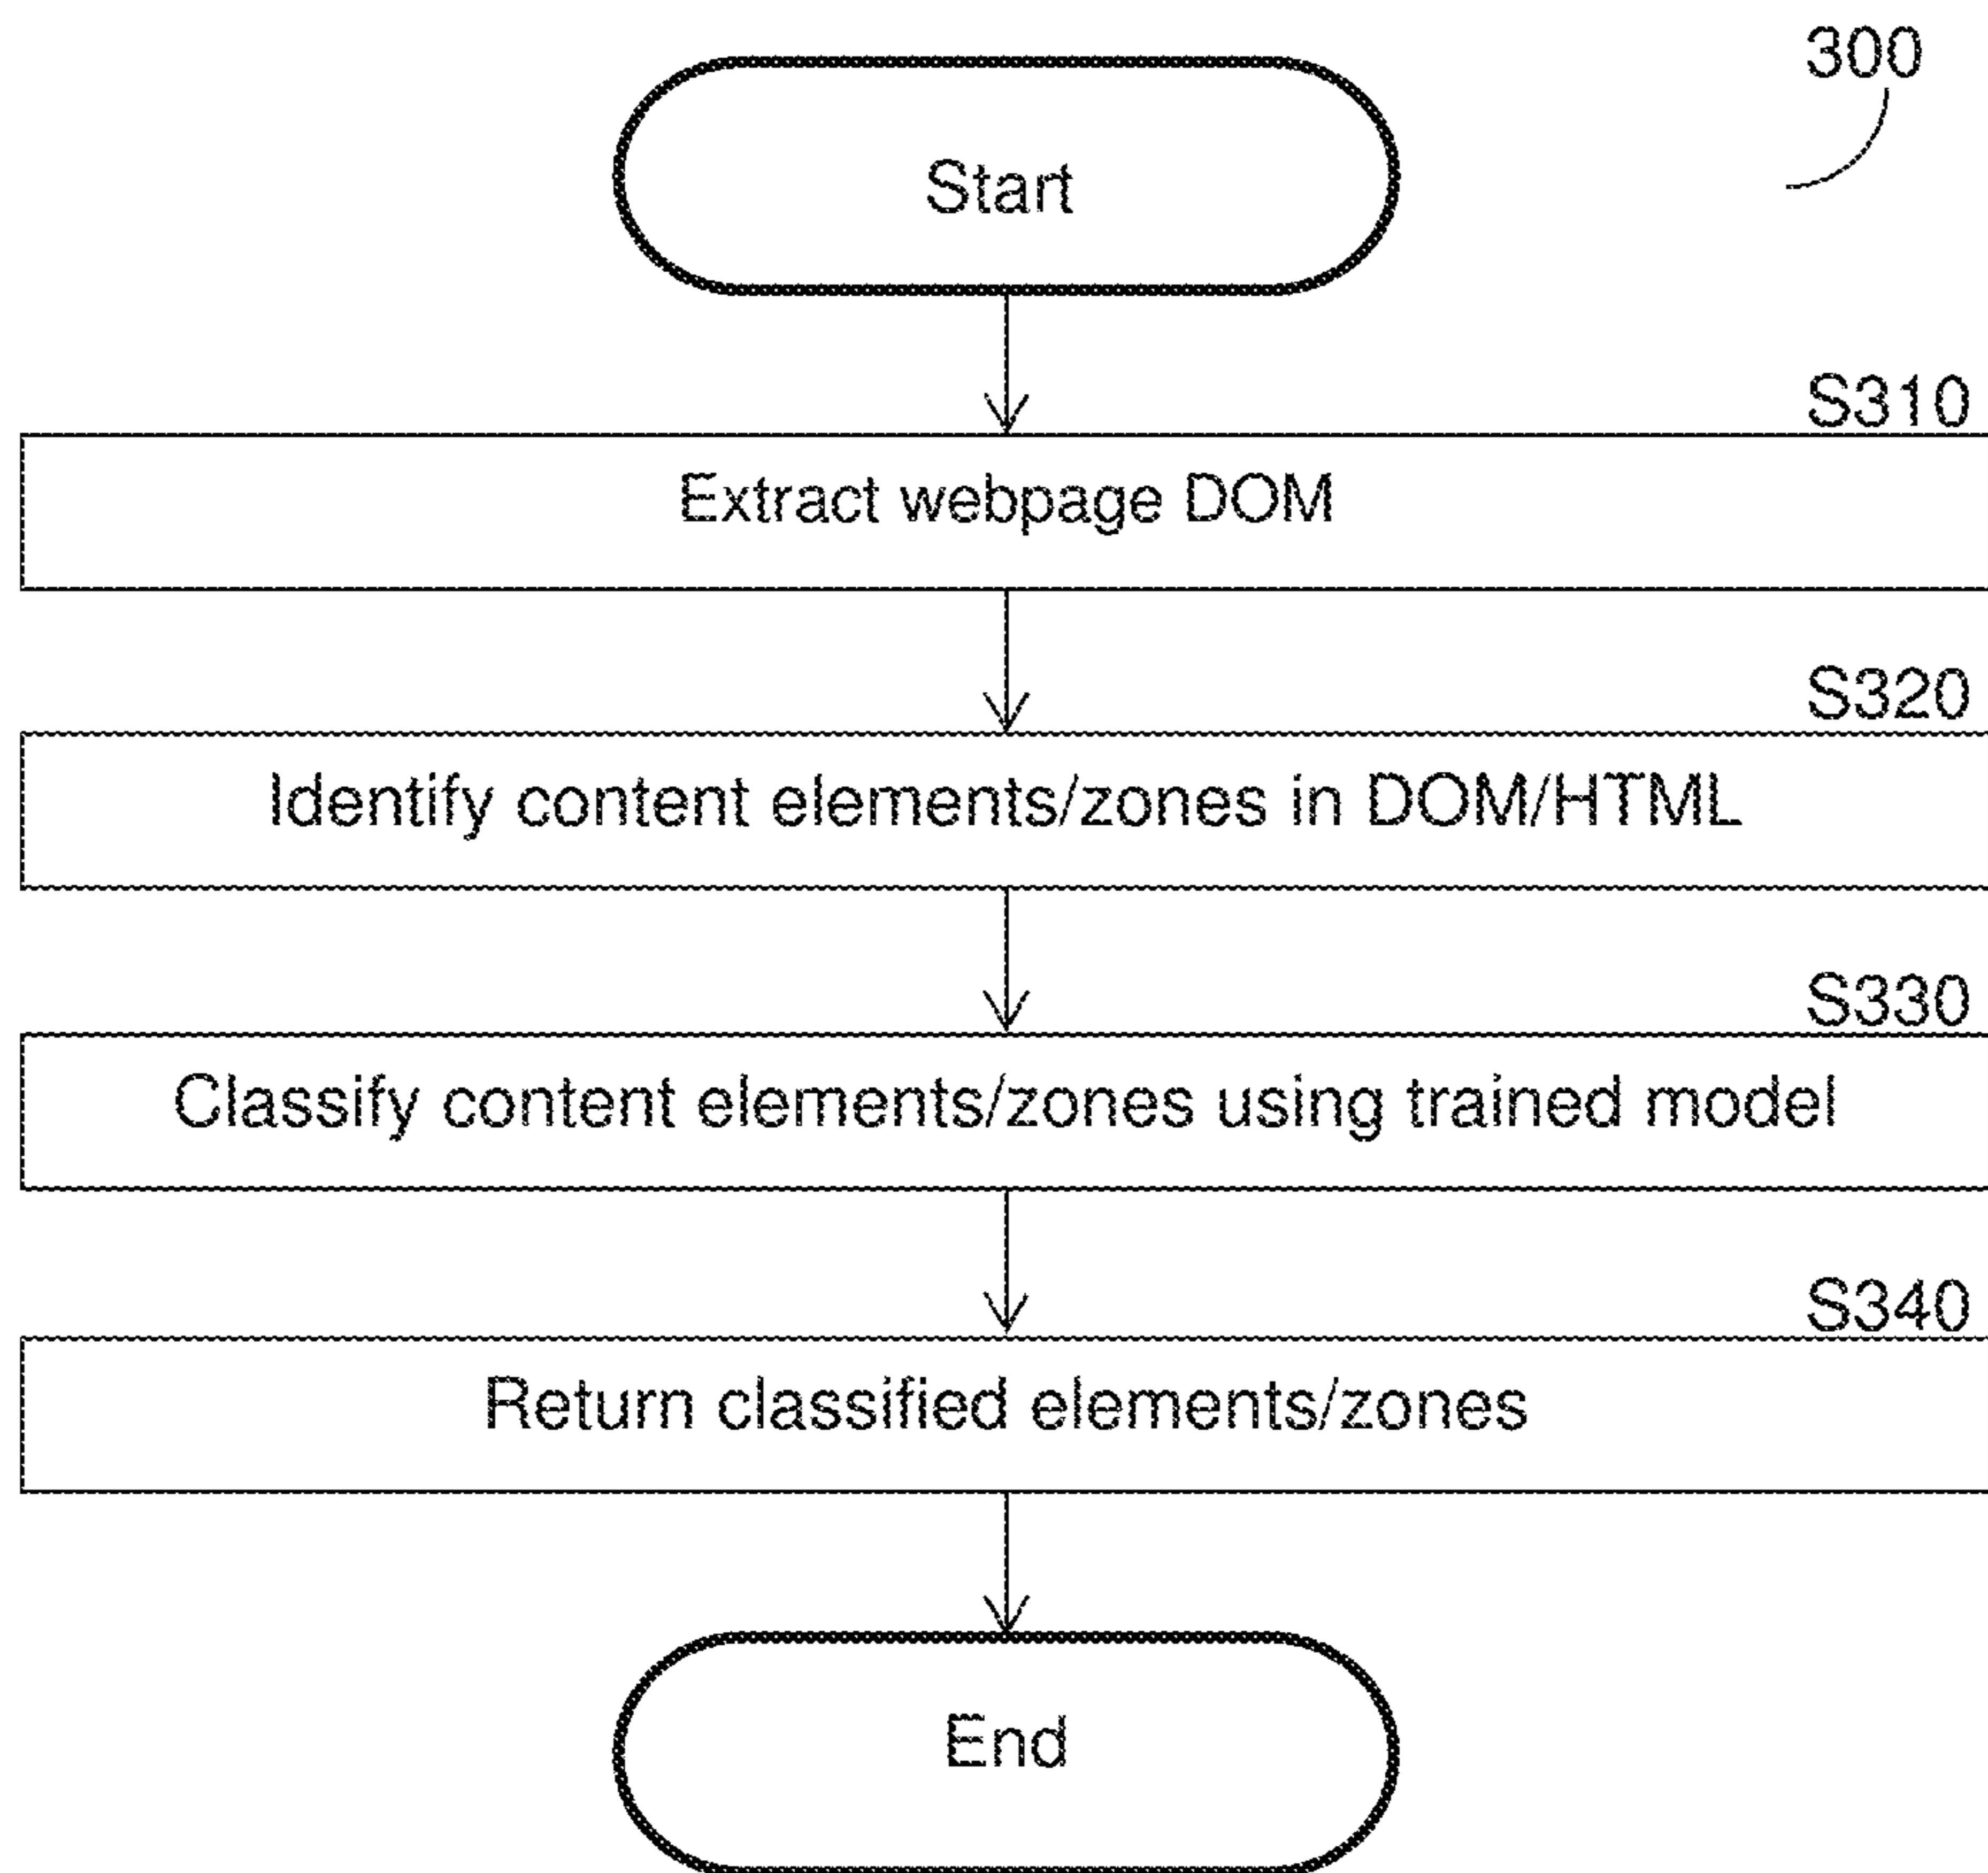 300
Start
S310
Extract webpage DOM
S320
Identify content elements/zones in DOM/HTML
S330
Classify content elements/zones using trained model
S340
Return classified elements/zones
End